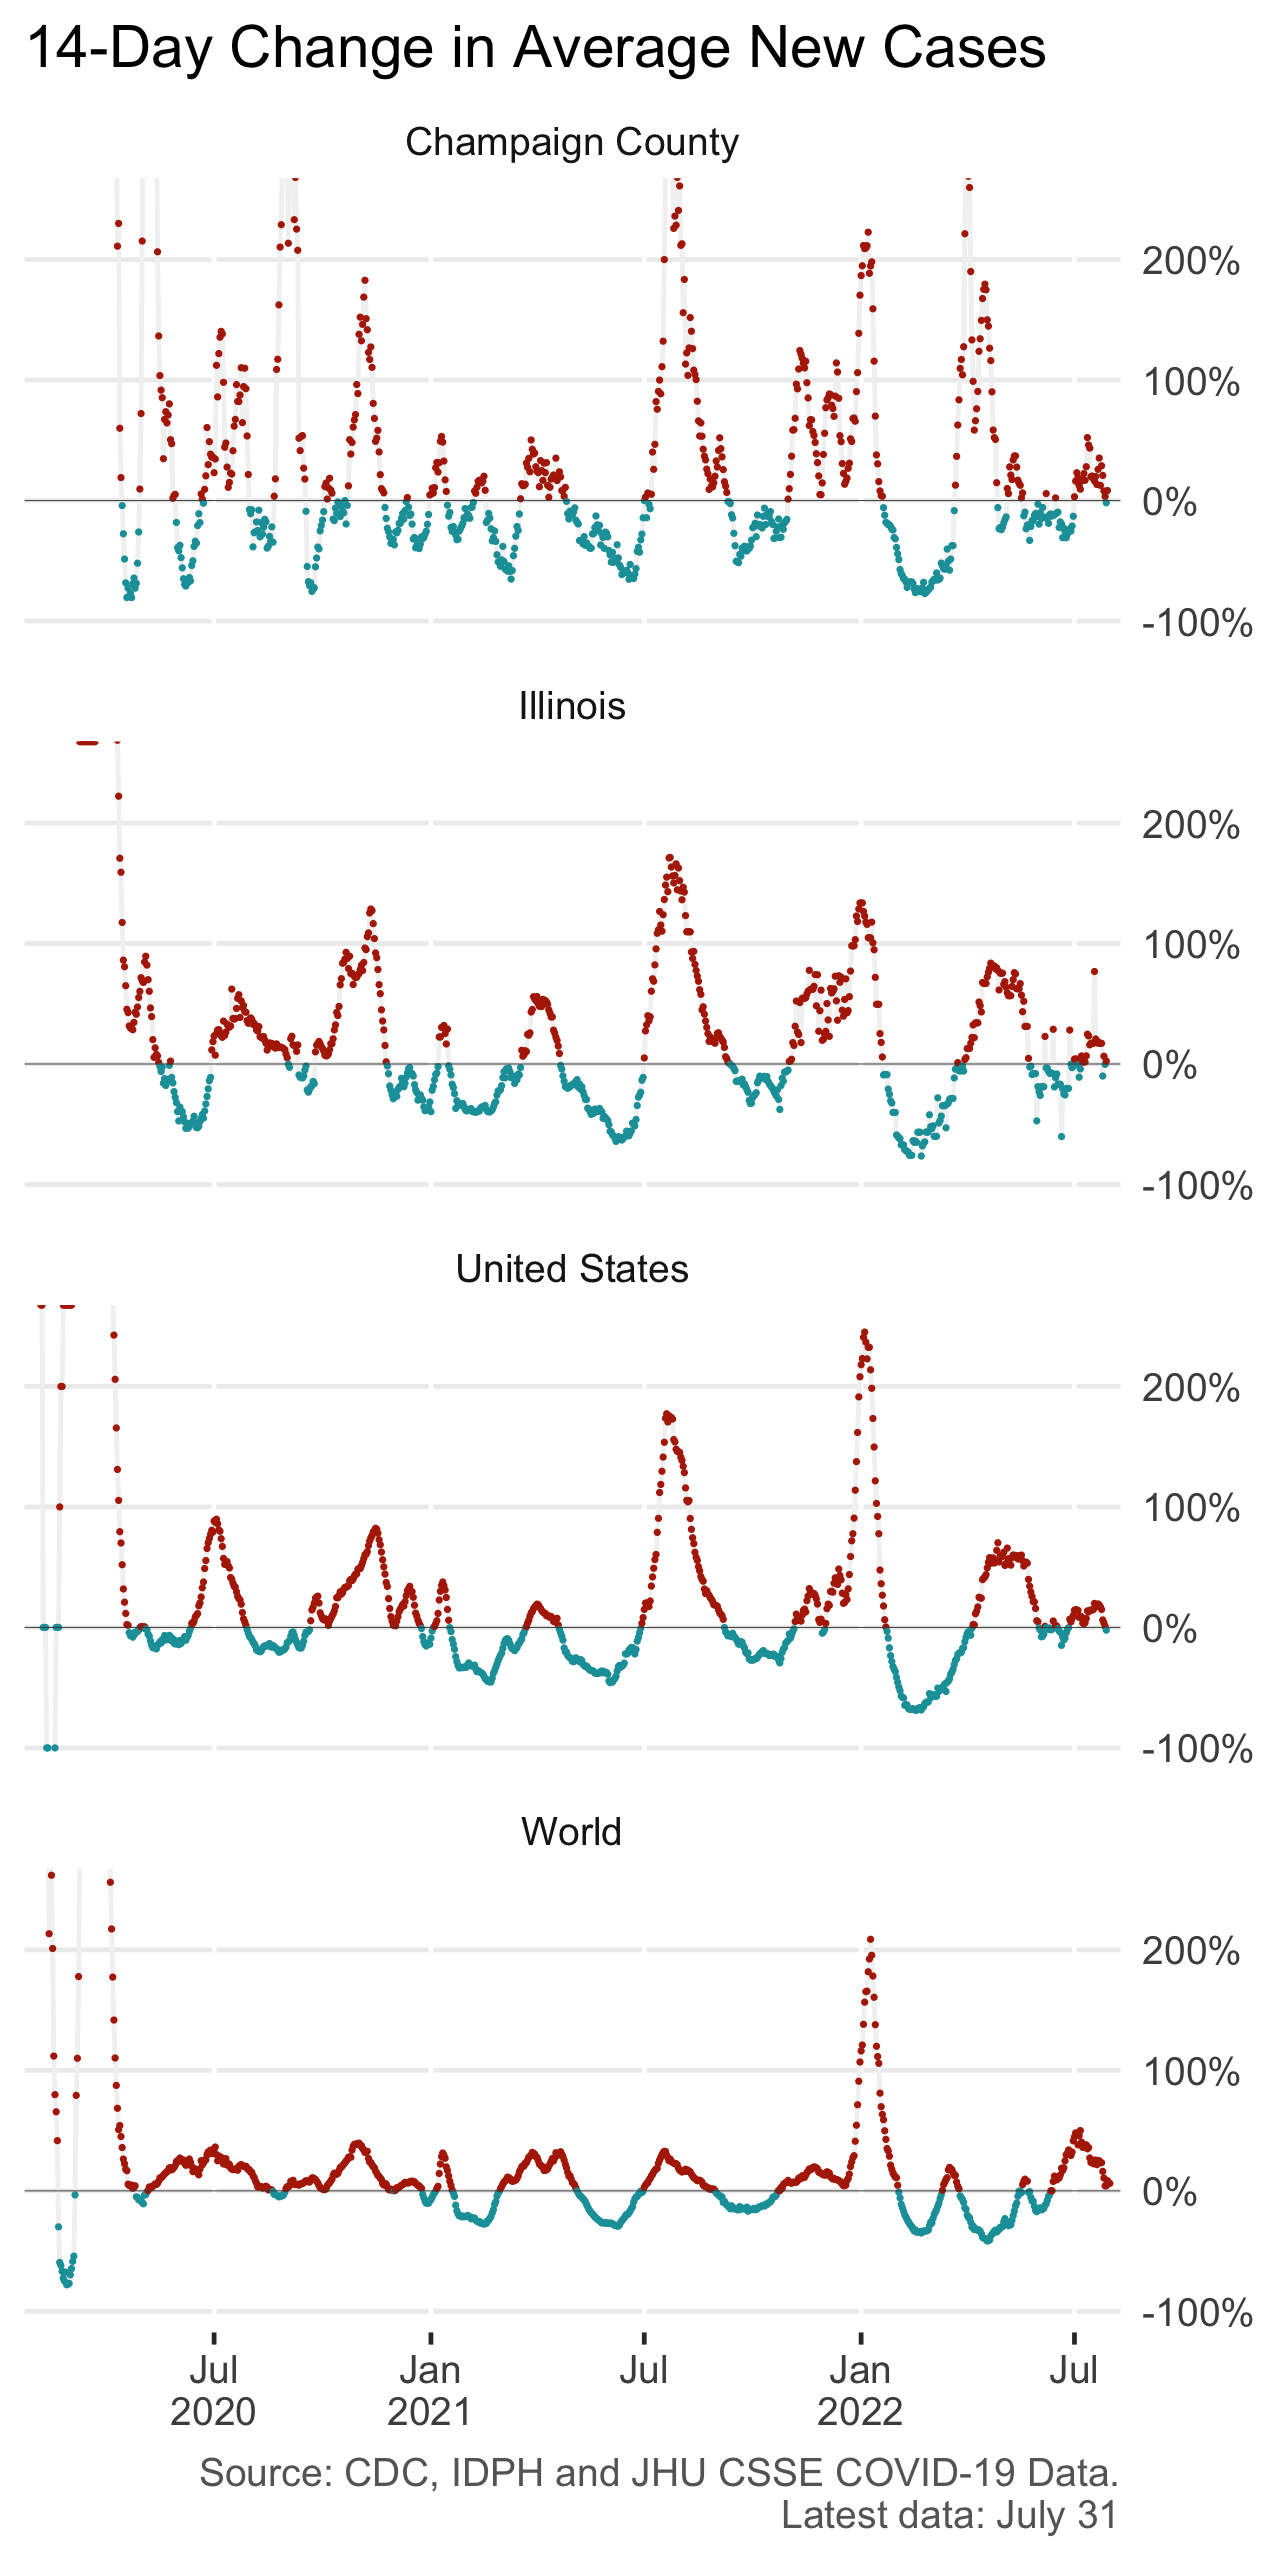 14-Day Change in Average New Cases
Champaign County
200%
100%
0%
-100%
Illinois
200%
100%
0%
-100%
United States
200%
100%
0%
-100%
World
200%
100%
0%
-100%
Jul Jan Jul Jan Jul
2020 2021 2022
Source: CDC, IDPH and JHU CSSE COVID-19 Data.
Latest data: July 31